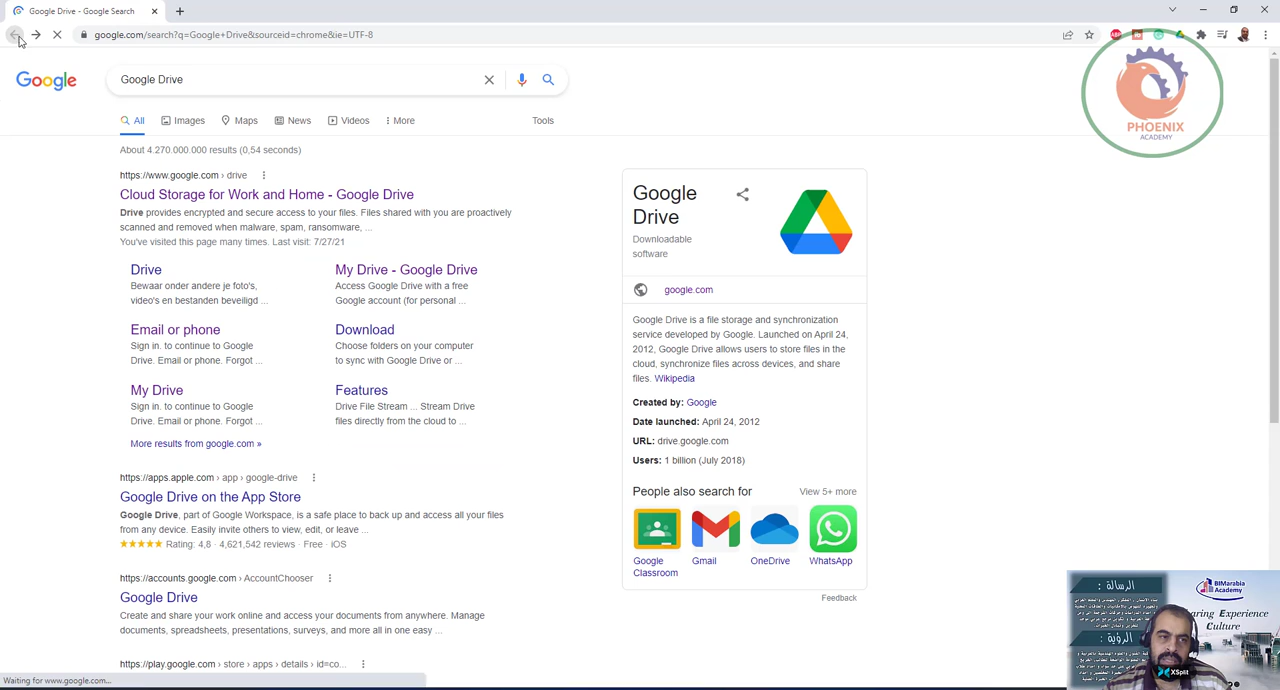 Google Drive - Google Search
google.com/search?q=Google+Drive&sourceid=chrome&ie=UTF-8
Google
Google Drive
All
Images
Maps
News
Videos
More
Tools
About 4.270.000.000 results (0,54 seconds)
https://www.google.com › drive
Cloud Storage for Work and Home - Google Drive
Drive provides encrypted and secure access to your files. Files shared with you are proactively
scanned and removed when malware, spam, ransomware, ...
You've visited this page many times. Last visit: 7/27/21
Drive
Bewaar onder andere je foto's,
video's en bestanden beveiligd ...
My Drive - Google Drive
Access Google Drive with a free
Google account (for personal ...
Email or phone
Sign in. to continue to Google
Drive. Email or phone. Forgot ...
Download
Choose folders on your computer
to sync with Google Drive or ...
My Drive
Sign in. to continue to Google
Drive. Email or phone. Forgot ...
Features
Drive File Stream ... Stream Drive
files directly from the cloud to ...
More results from google.com »
https://apps.apple.com › app › google-drive
Google Drive on the App Store
Google Drive, part of Google Workspace, is a safe place to back up and access all your files
from any device. Easily invite others to view, edit, or leave ...
Rating: 4,8 · 4,621,542 reviews · Free · iOS
https://accounts.google.com › AccountChooser
Google Drive
Create and share your work online and access your documents from anywhere. Manage
documents, spreadsheets, presentations, surveys, and more all in one easy ...
https://play.google.com › store › apps › details › id=co...
Waiting for www.google.com...
Google
Drive
Downloadable
software
google.com
Google Drive is a file storage and synchronization
service developed by Google. Launched on April 24,
2012, Google Drive allows users to store files in the
cloud, synchronize files across devices, and share
files. Wikipedia
Created by: Google
Date launched: April 24, 2012
URL: drive.google.com
Users: 1 billion (July 2018)
People also search for
View 5+ more
Google
Classroom
Gmail
OneDrive
WhatsApp
Feedback
PHOENIX
ACADEMY
الرسالة :
الرؤية :
BIMarabia
Academy
Experience
Culture
XSplit